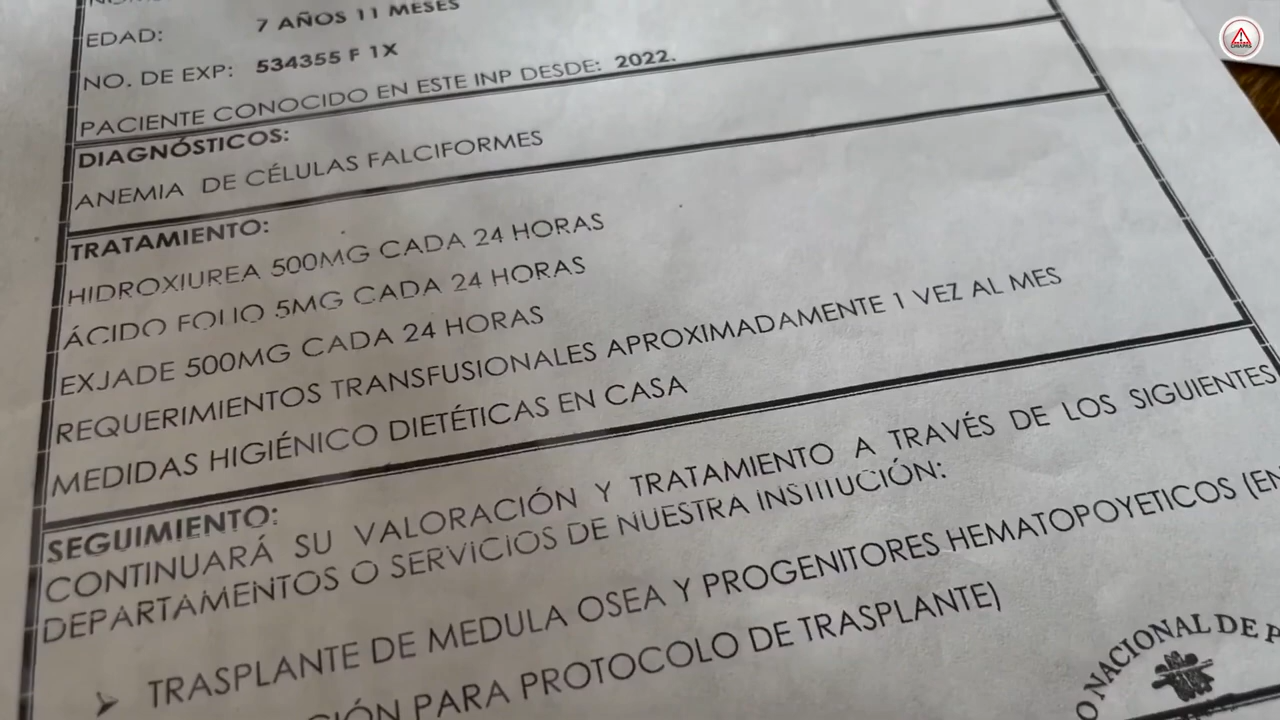 EDAD: 7 AÑOS 11 MESES
NO. DE EXP: 534355 F 1X
PACIENTE CONOCIDO EN ESTE INP DESDE: 2022.
DIAGNÓSTICOS:
ANEMIA DE CÉLULAS FALCIFORMES
TRATAMIENTO:
HIDROXIUREA 500MG CADA 24 HORAS
ÁCIDO FOLIO 5MG CADA 24 HORAS
EXJADE 500MG CADA 24 HORAS
REQUERIMIENTOS TRANSFUSIONALES APROXIMADAMENTE 1 VEZ AL MES
MEDIDAS HIGIÉNICO DIETÉTICAS EN CASA
SEGUIMIENTO:
CONTINUARÁ SU VALORACIÓN Y TRATAMIENTO A TRAVÉS DE LOS SIGUIENTES
DEPARTAMENTOS O SERVICIOS DE NUESTRA INSTITUCIÓN:
TRASPLANTE DE MEDULA OSEA Y PROGENITORES HEMATOPOYETICOS (EN
PARA PROTOCOLO DE TRASPLANTE)
NACIONAL DE
CHIAPAS